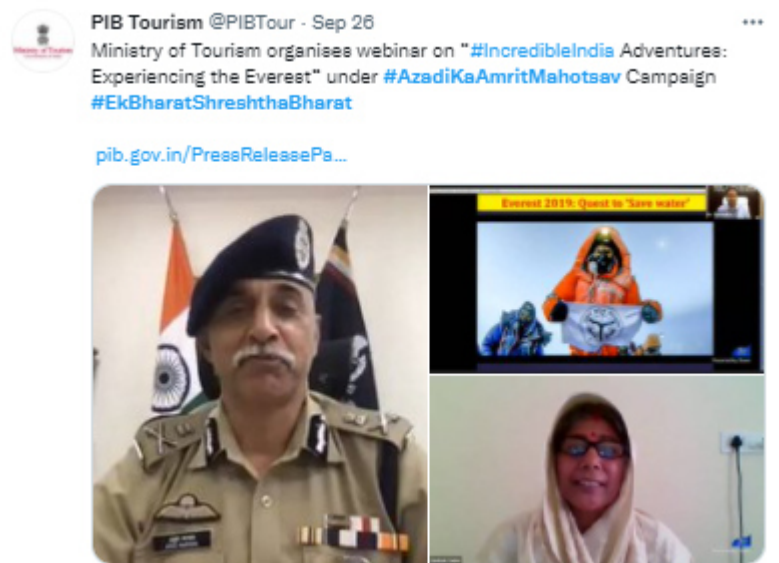 PIB Tourism @PIBTour · Sep 26
Ministry of Tourism organises webinar on "#IncredibleIndia Adventures:
Experiencing the Everest" under #AzadiKaAmritMahotsav Campaign
#EkBharatShreshthaBharat
pib.gov.in/PressReleasePa...
Everest 2019: Quest to 'Save water'